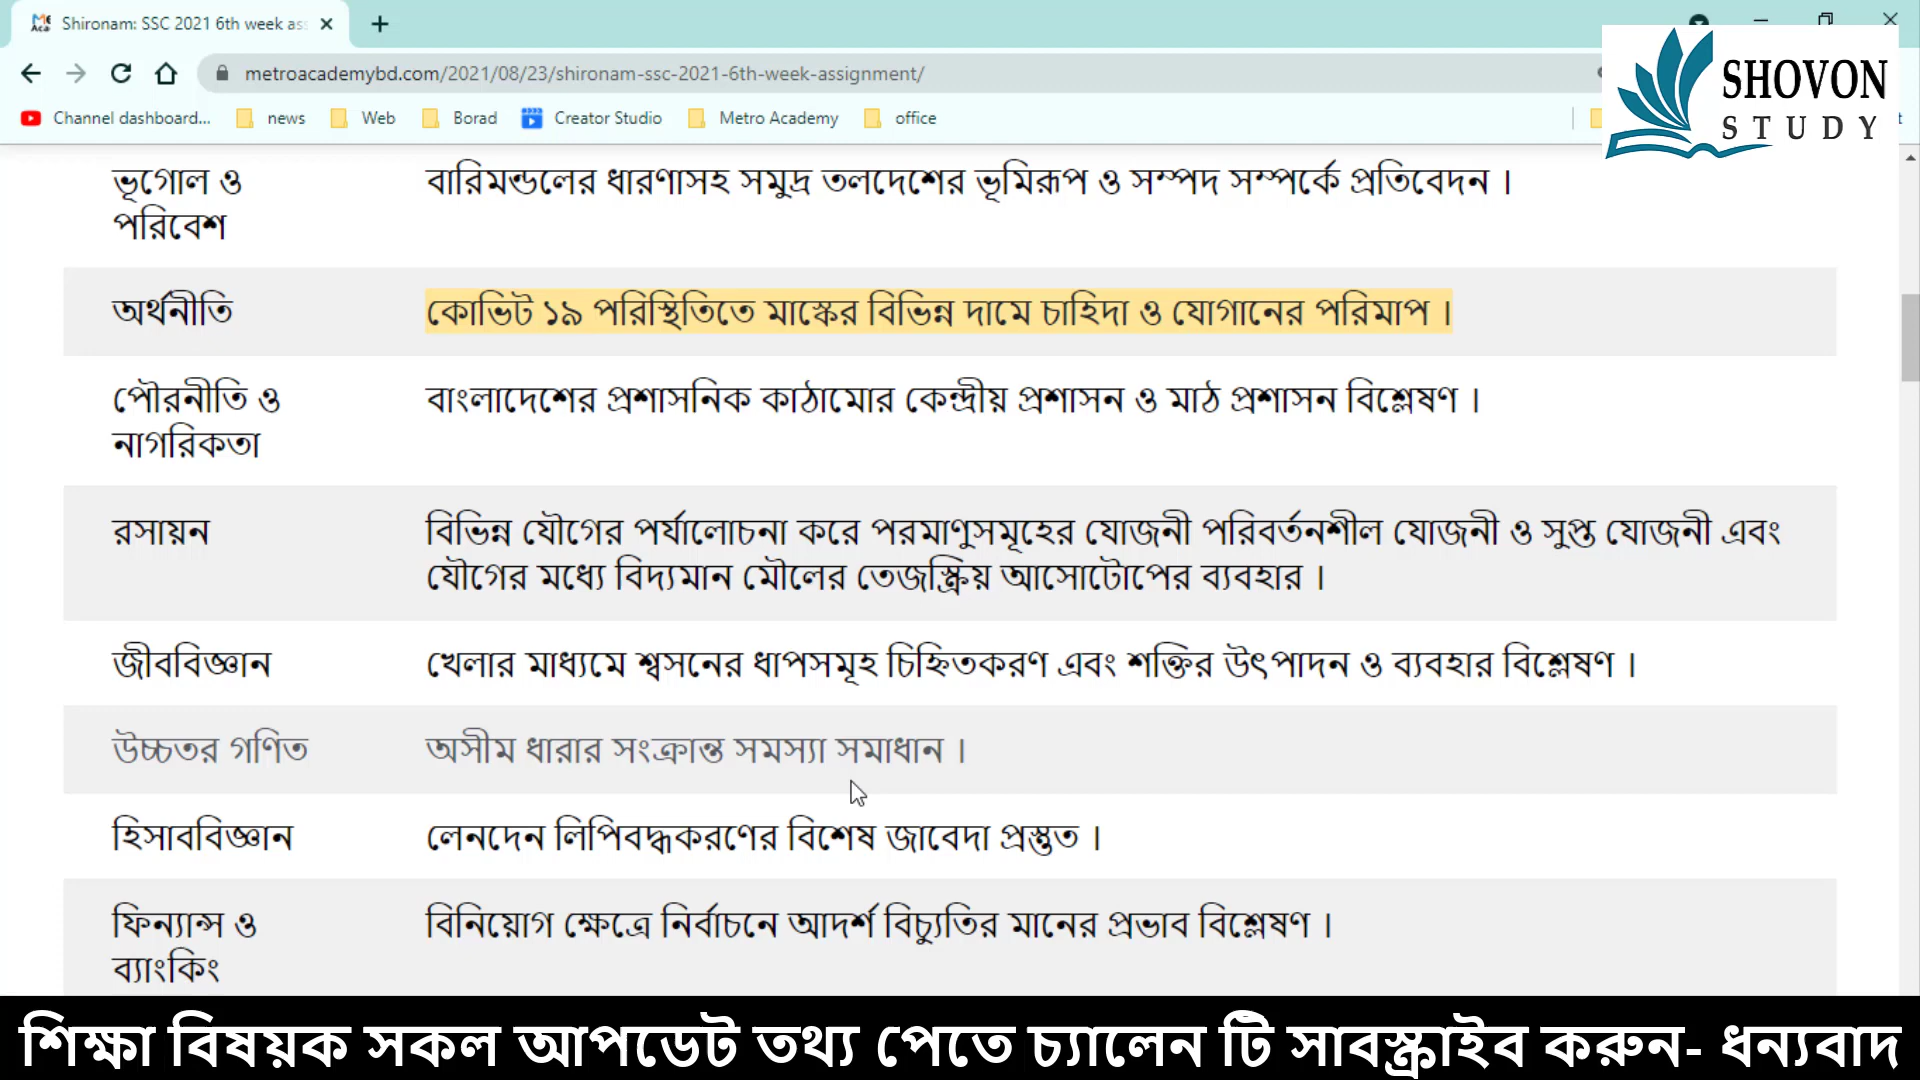 Shironam: SSC 2021 6th week as
metroacademybd.com/2021/08/23/shironam-ssc-2021-6th-week-assignment/
Channel dashboard... news Web Borad Creator Studio Metro Academy office
SHOVON
STUDY
ভূগোল ও পরিবেশ
বারিমন্ডলের ধারণাসহ সমুদ্র তলদেশের ভূমিরূপ ও সম্পদ সম্পর্কে প্রতিবেদন ।
অর্থনীতি
কোভিট ১৯ পরিস্থিতিতে মাস্কের বিভিন্ন দামে চাহিদা ও যোগানের পরিমাপ ।
পৌরনীতি ও নাগরিকতা
বাংলাদেশের প্রশাসনিক কাঠামোর কেন্দ্রীয় প্রশাসন ও মাঠ প্রশাসন বিশ্লেষণ ।
রসায়ন
বিভিন্ন যৌগের পর্যালোচনা করে পরমাণুসমূহের যোজনী পরিবর্তনশীল যোজনী ও সুপ্ত যোজনী এবং
যৌগের মধ্যে বিদ্যমান মৌলের তেজস্ক্রিয় আসোটোপের ব্যবহার ।
জীববিজ্ঞান
খেলার মাধ্যমে শ্বসনের ধাপসমূহ চিহ্নিতকরণ এবং শক্তির উৎপাদন ও ব্যবহার বিশ্লেষণ ।
উচ্চতর গণিত
অসীম ধারার সংক্রান্ত সমস্যা সমাধান ।
হিসাববিজ্ঞান
লেনদেন লিপিবদ্ধকরণের বিশেষ জাবেদা প্রস্তুত ।
ফিন্যান্স ও ব্যাংকিং
বিনিয়োগ ক্ষেত্রে নির্বাচনে আদর্শ বিচ্যুতির মানের প্রভাব বিশ্লেষণ ।
শিক্ষা বিষয়ক সকল আপডেট তথ্য পেতে চ্যালেন টি সাবস্ক্রাইব করুন- ধন্যবাদ